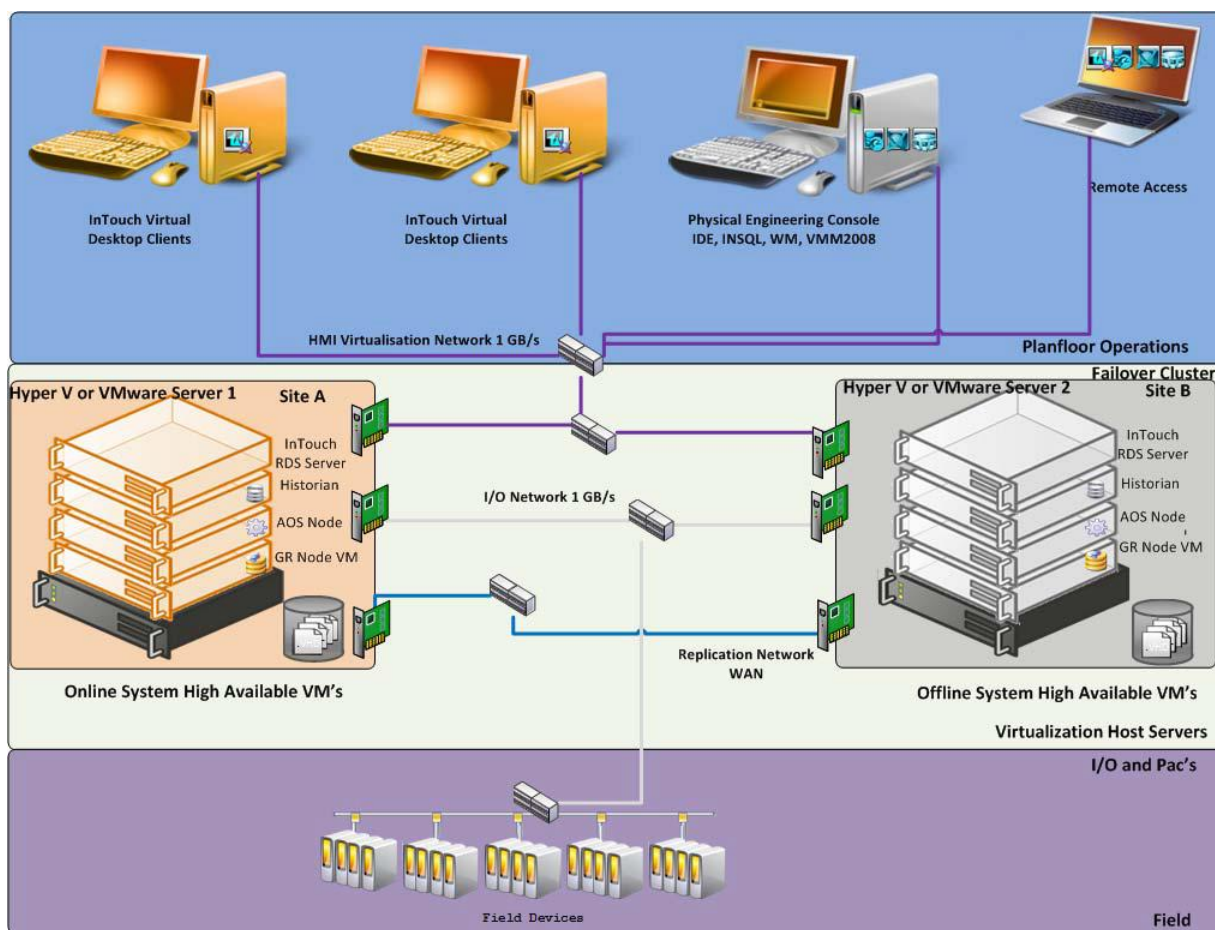 InTouch Virtual
Desktop Clients
InTouch Virtual
Desktop Clients
Physical Engineering Console
IDE, INSQL, WM, VMM2008
Remote Access
HMI Virtualisation Network 1 GB/s
Planfloor Operations
Failover Cluster
Hyper V or VMware Server 1
Site A
InTouch
RDS Server
Historian
AOS Node
GR Node VM
Hyper V or VMware Server 2
Site B
InTouch
RDS Server
Historian
AOS Node
GR Node VM
I/O Network 1 GB/s
Replication Network
WAN
Online System High Available VM's
Offline System High Available VM's
Virtualization Host Servers
I/O and Pac's
Field Devices
Field